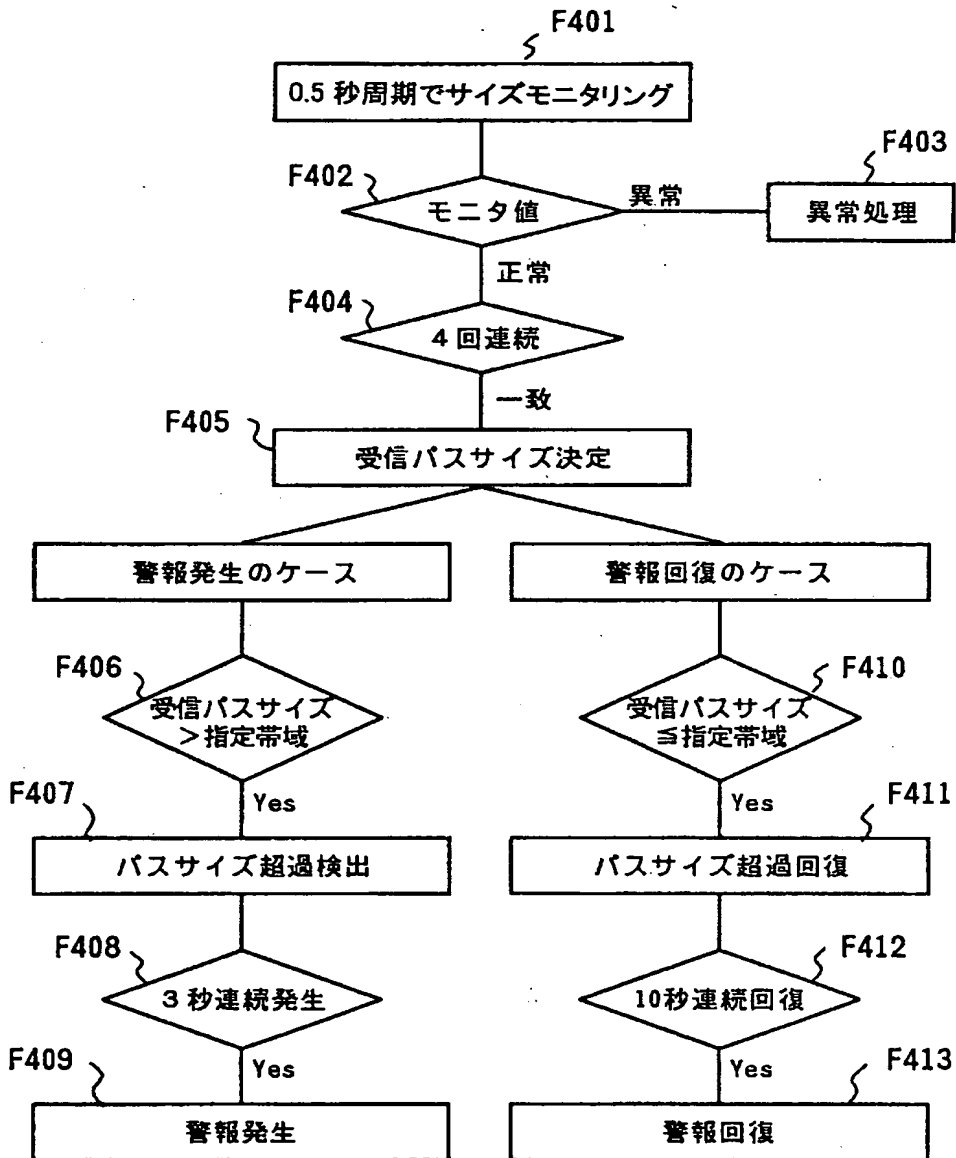 F401
0.5秒周期でサイズモニタリング
F402
モニタ値
異常
F403
異常処理
正常
F404
4回連続
一致
F405
受信パスサイズ決定
警報発生のケース
警報回復のケース
F406
受信パスサイズ
>指定帯域
F410
受信パスサイズ
≦指定帯域
Yes
Yes
F407
パスサイズ超過検出
F411
パスサイズ超過回復
F408
3秒連続発生
F412
10秒連続回復
Yes
Yes
F409
警報発生
F413
警報回復